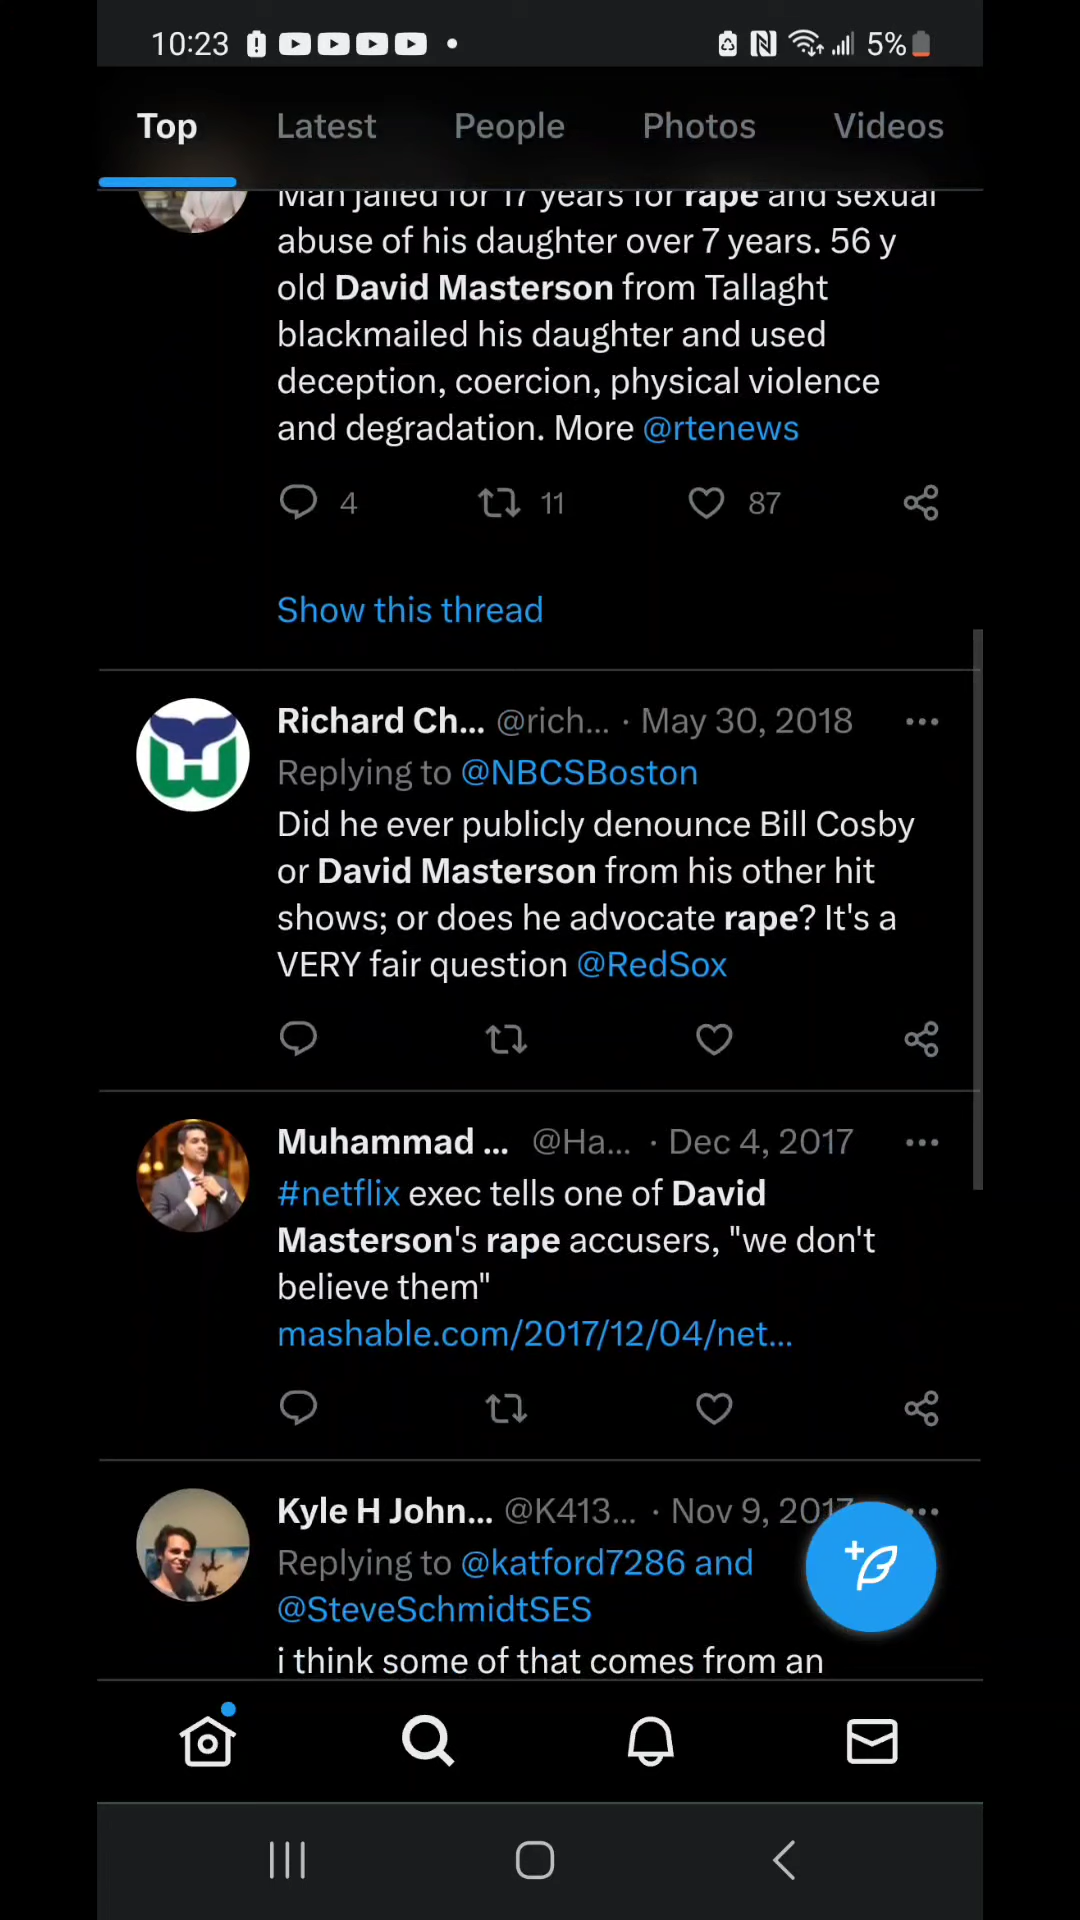 10:23 5%
Top Latest People Photos Videos
Man jailed for 17 years for rape and sexual
abuse of his daughter over 7 years. 56 y
old David Masterson from Tallaght
blackmailed his daughter and used
deception, coercion, physical violence
and degradation. More @rtenews
4 11 87
Show this thread
Richard Ch... @rich... · May 30, 2018
Replying to @NBCSBoston
Did he ever publicly denounce Bill Cosby
or David Masterson from his other hit
shows; or does he advocate rape? It's a
VERY fair question @RedSox
Muhammad ... @Ha... · Dec 4, 2017
#netflix exec tells one of David
Masterson's rape accusers, "we don't
believe them"
mashable.com/2017/12/04/net...
Kyle H John... @K413... · Nov 9, 2017
Replying to @katford7286 and
@SteveSchmidtSES
i think some of that comes from an